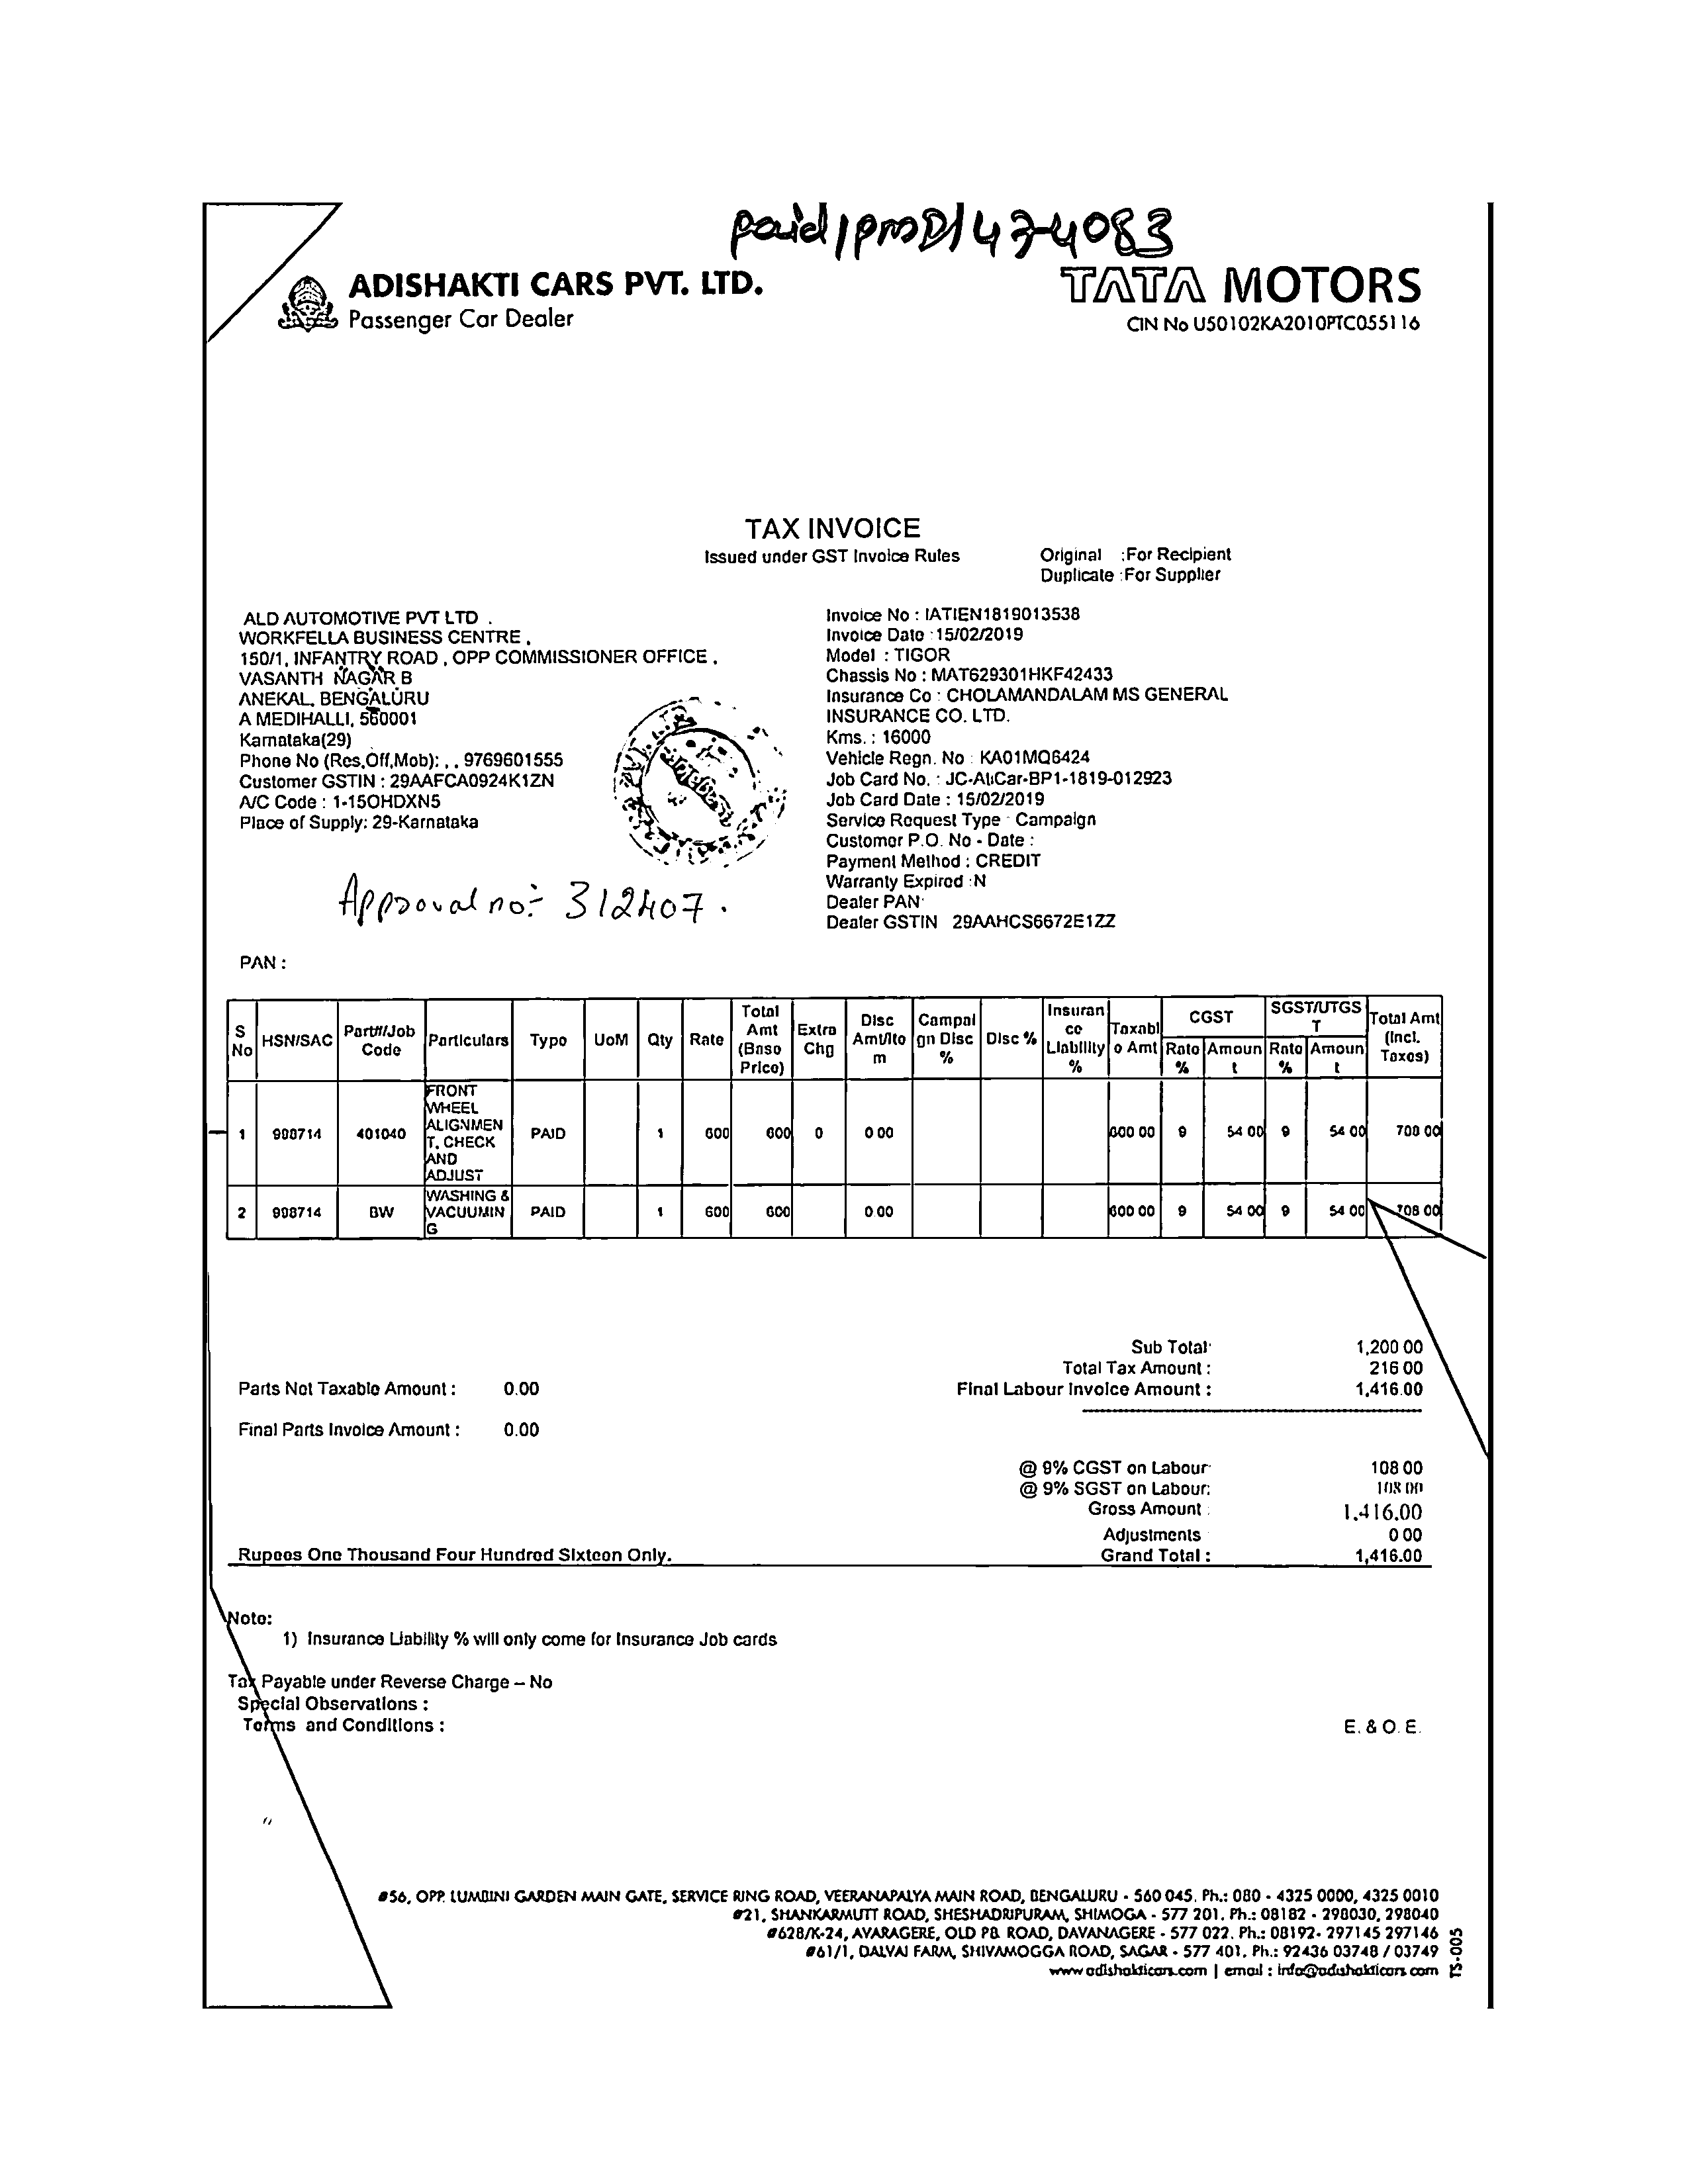 paid/pmD/474083
ADISHAKTI CARS PVT. LTD.
Passenger Car Dealer
TATA MOTORS
CIN No U50102KA2010PTC055116
TAX INVOICE
Issued under GST Invoice Rules
Original :For Recipient
Duplicate :For Supplier
ALD AUTOMOTIVE PVT LTD .
WORKFELLA BUSINESS CENTRE ,
150/1, INFANTRY ROAD , OPP COMMISSIONER OFFICE ,
VASANTH NAGAR B
ANEKAL, BENGALURU
A MEDIHALLI, 560001
Karnataka(29)
Phone No (Res,Off,Mob): , , 9769601555
Customer GSTIN : 29AAFCA0924K1ZN
A/C Code : 1-15OHDXN5
Place of Supply: 29-Karnataka
Invoice No : IATIEN1819013538
Invoice Date :15/02/2019
Model : TIGOR
Chassis No : MAT629301HKF42433
Insurance Co : CHOLAMANDALAM MS GENERAL
INSURANCE CO. LTD.
Kms. : 16000
Vehicle Regn. No : KA01MQ6424
Job Card No. : JC-AtiCar-BP1-1819-012923
Job Card Date : 15/02/2019
Service Request Type : Campaign
Customer P.O. No - Date :
Payment Method : CREDIT
Warranty Expired :N
Dealer PAN:
Dealer GSTIN 29AAHCS6672E1ZZ
Approval no:- 312407.
PAN :
S No HSN/SAC Part#/Job Code Particulars Type UoM Qty Rate Total Amt (Base Price) Extra Chg Disc Amt/Item Campaign Disc % Disc % Insurance Liability % Taxable Amt CGST Rate % Amount SGST/UTGST Rate % Amount Total Amt (Incl. Taxes)
1 998714 401040 FRONT WHEEL ALIGNMENT, CHECK AND ADJUST PAID 1 600 600 0 0 00 600 00 9 54 00 9 54 00 708 00
2 998714 BW WASHING & VACUUMING PAID 1 600 600 0 00 600 00 9 54 00 9 54 00 708 00
Sub Total: 1,200 00
Total Tax Amount : 216 00
Parts Not Taxable Amount : 0.00
Final Labour Invoice Amount : 1,416.00
Final Parts Invoice Amount : 0.00
@ 9% CGST on Labour: 108 00
@ 9% SGST on Labour: 108 00
Gross Amount : 1,416.00
Adjustments 0 00
Rupees One Thousand Four Hundred Sixteen Only.
Grand Total : 1,416.00
Note:
1) Insurance Liability % will only come for Insurance Job cards
Tax Payable under Reverse Charge – No
Special Observations :
Terms and Conditions :
E. & O. E.
#56, OPP. LUMBINI GARDEN MAIN GATE, SERVICE RING ROAD, VEERANAPALYA MAIN ROAD, BENGALURU - 560 045. Ph.: 080 - 4325 0000, 4325 0010
#21, SHANKARMUTT ROAD, SHESHADRIPURAM, SHIMOGA - 577 201. Ph.: 08182 - 298030, 298040
#628/K-24, AVARAGERE, OLD PB. ROAD, DAVANAGERE - 577 022. Ph.: 08192- 297145 297146
#61/1, DALVAI FARM, SHIVAMOGGA ROAD, SAGAR - 577 401. Ph.: 92436 03748 / 03749
www adishakticars.com | email : info@adishakticars com
TS-005